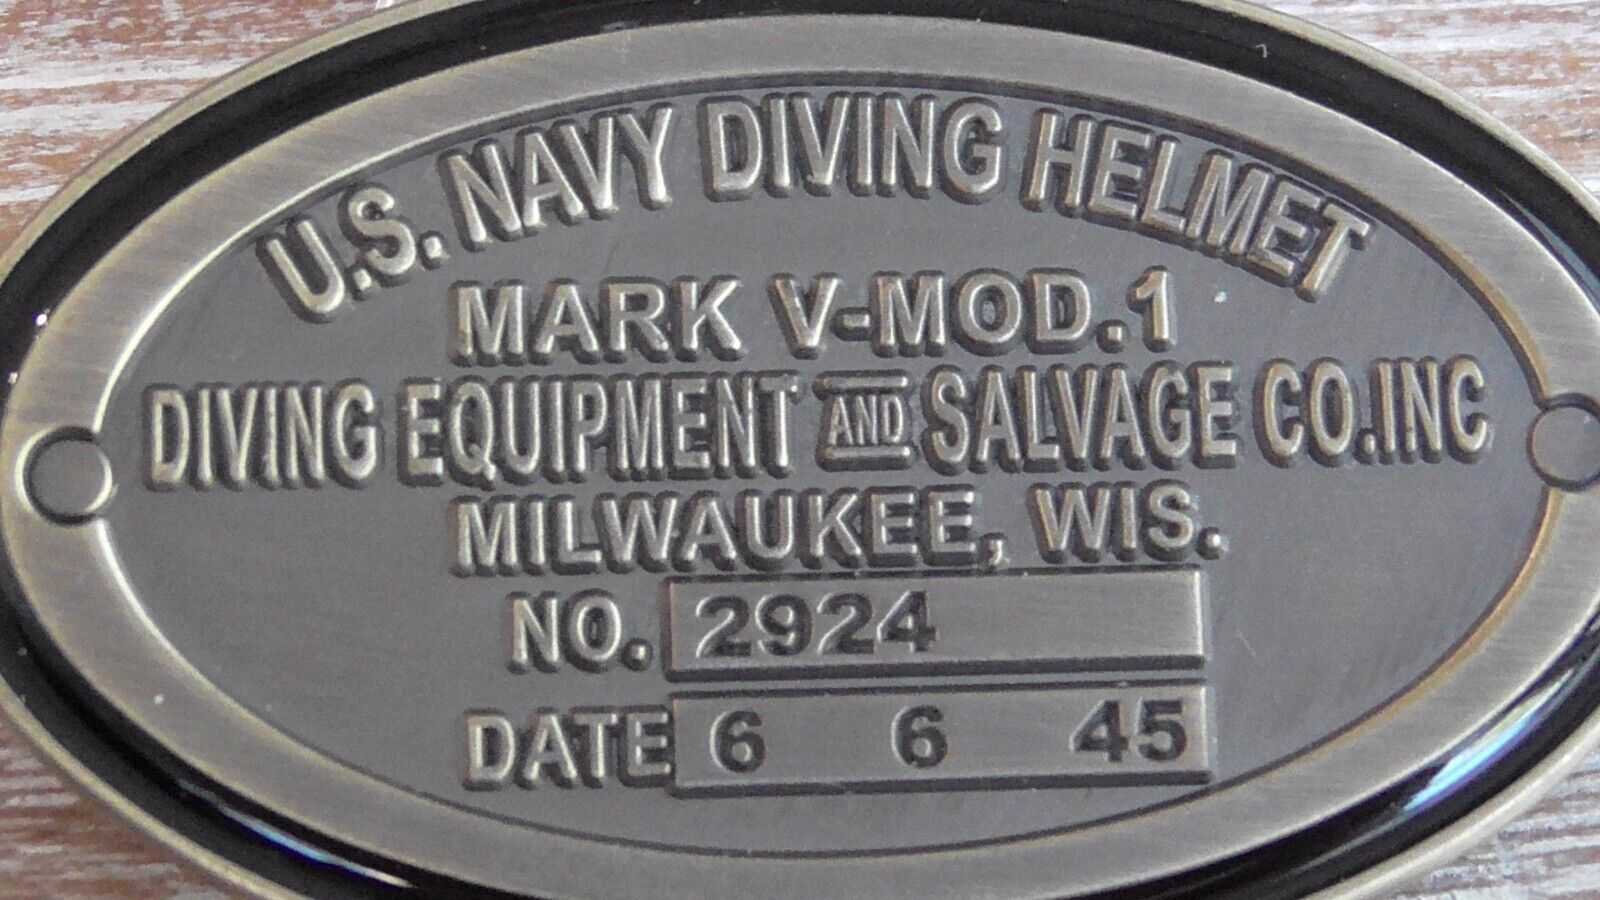 U.S. NAVY DIVING HELMET
MARK V-MOD.1
DIVING EQUIPMENT AND SALVAGE CO.INC
MILWAUKEE, WIS.
NO. 2924
DATE 6 6 45